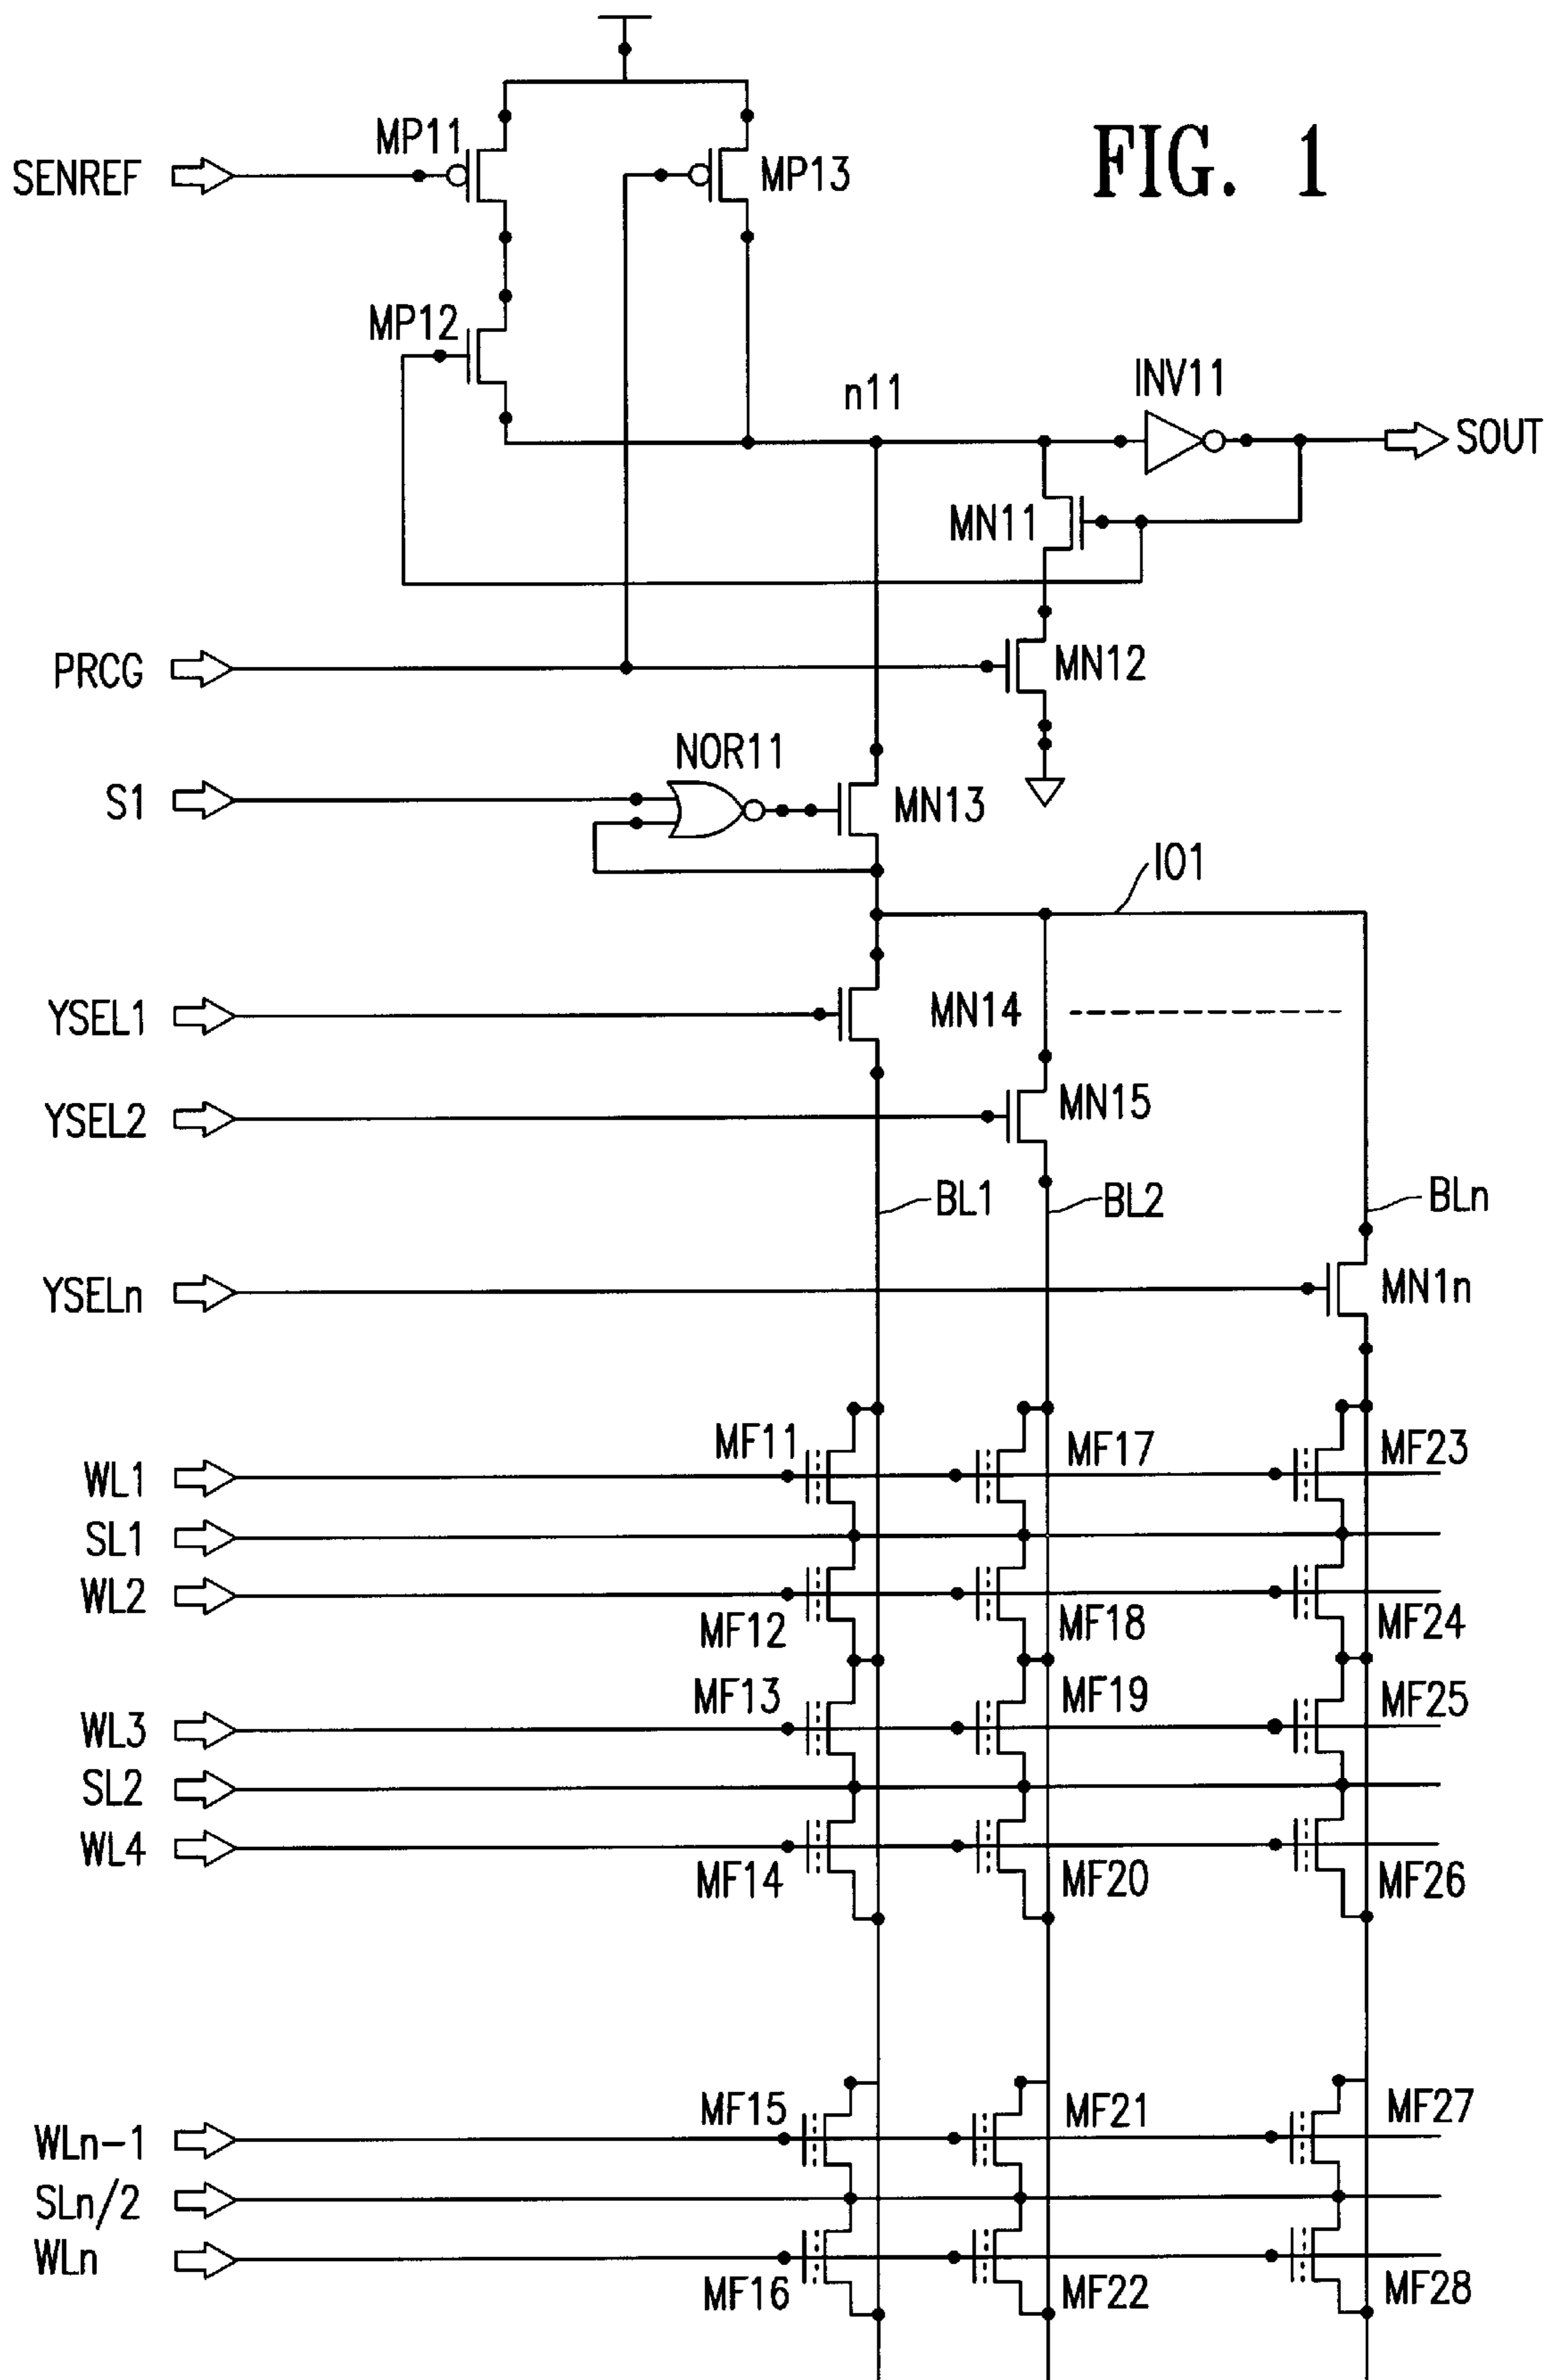 FIG. 1
MP11
SENREF
MP13
MP12
n11
INV11
SOUT
MN11
PRCG
MN12
NOR11
S1
MN13
IO1
YSEL1
MN14
YSEL2
MN15
BL1
BL2
BLn
YSELn
MN1n
MF11
MF17
MF23
WL1
SL1
WL2
MF12
MF18
MF24
MF13
MF19
MF25
WL3
SL2
WL4
MF14
MF20
MF26
MF15
MF21
MF27
WLn-1
SLn/2
WLn
MF16
MF22
MF28